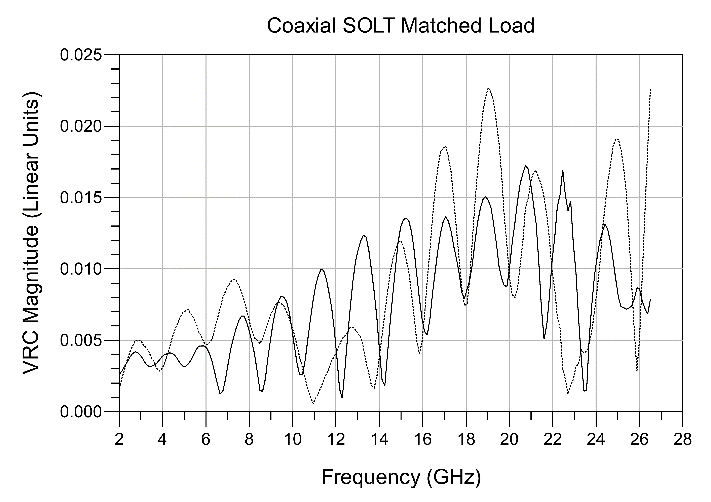 Coaxial SOLT Matched Load
VRC Magnitude (Linear Units)
0.025
0.020
0.015
0.010
0.005
0.000
2 4 6 8 10 12 14 16 18 20 22 24 26 28
Frequency (GHz)